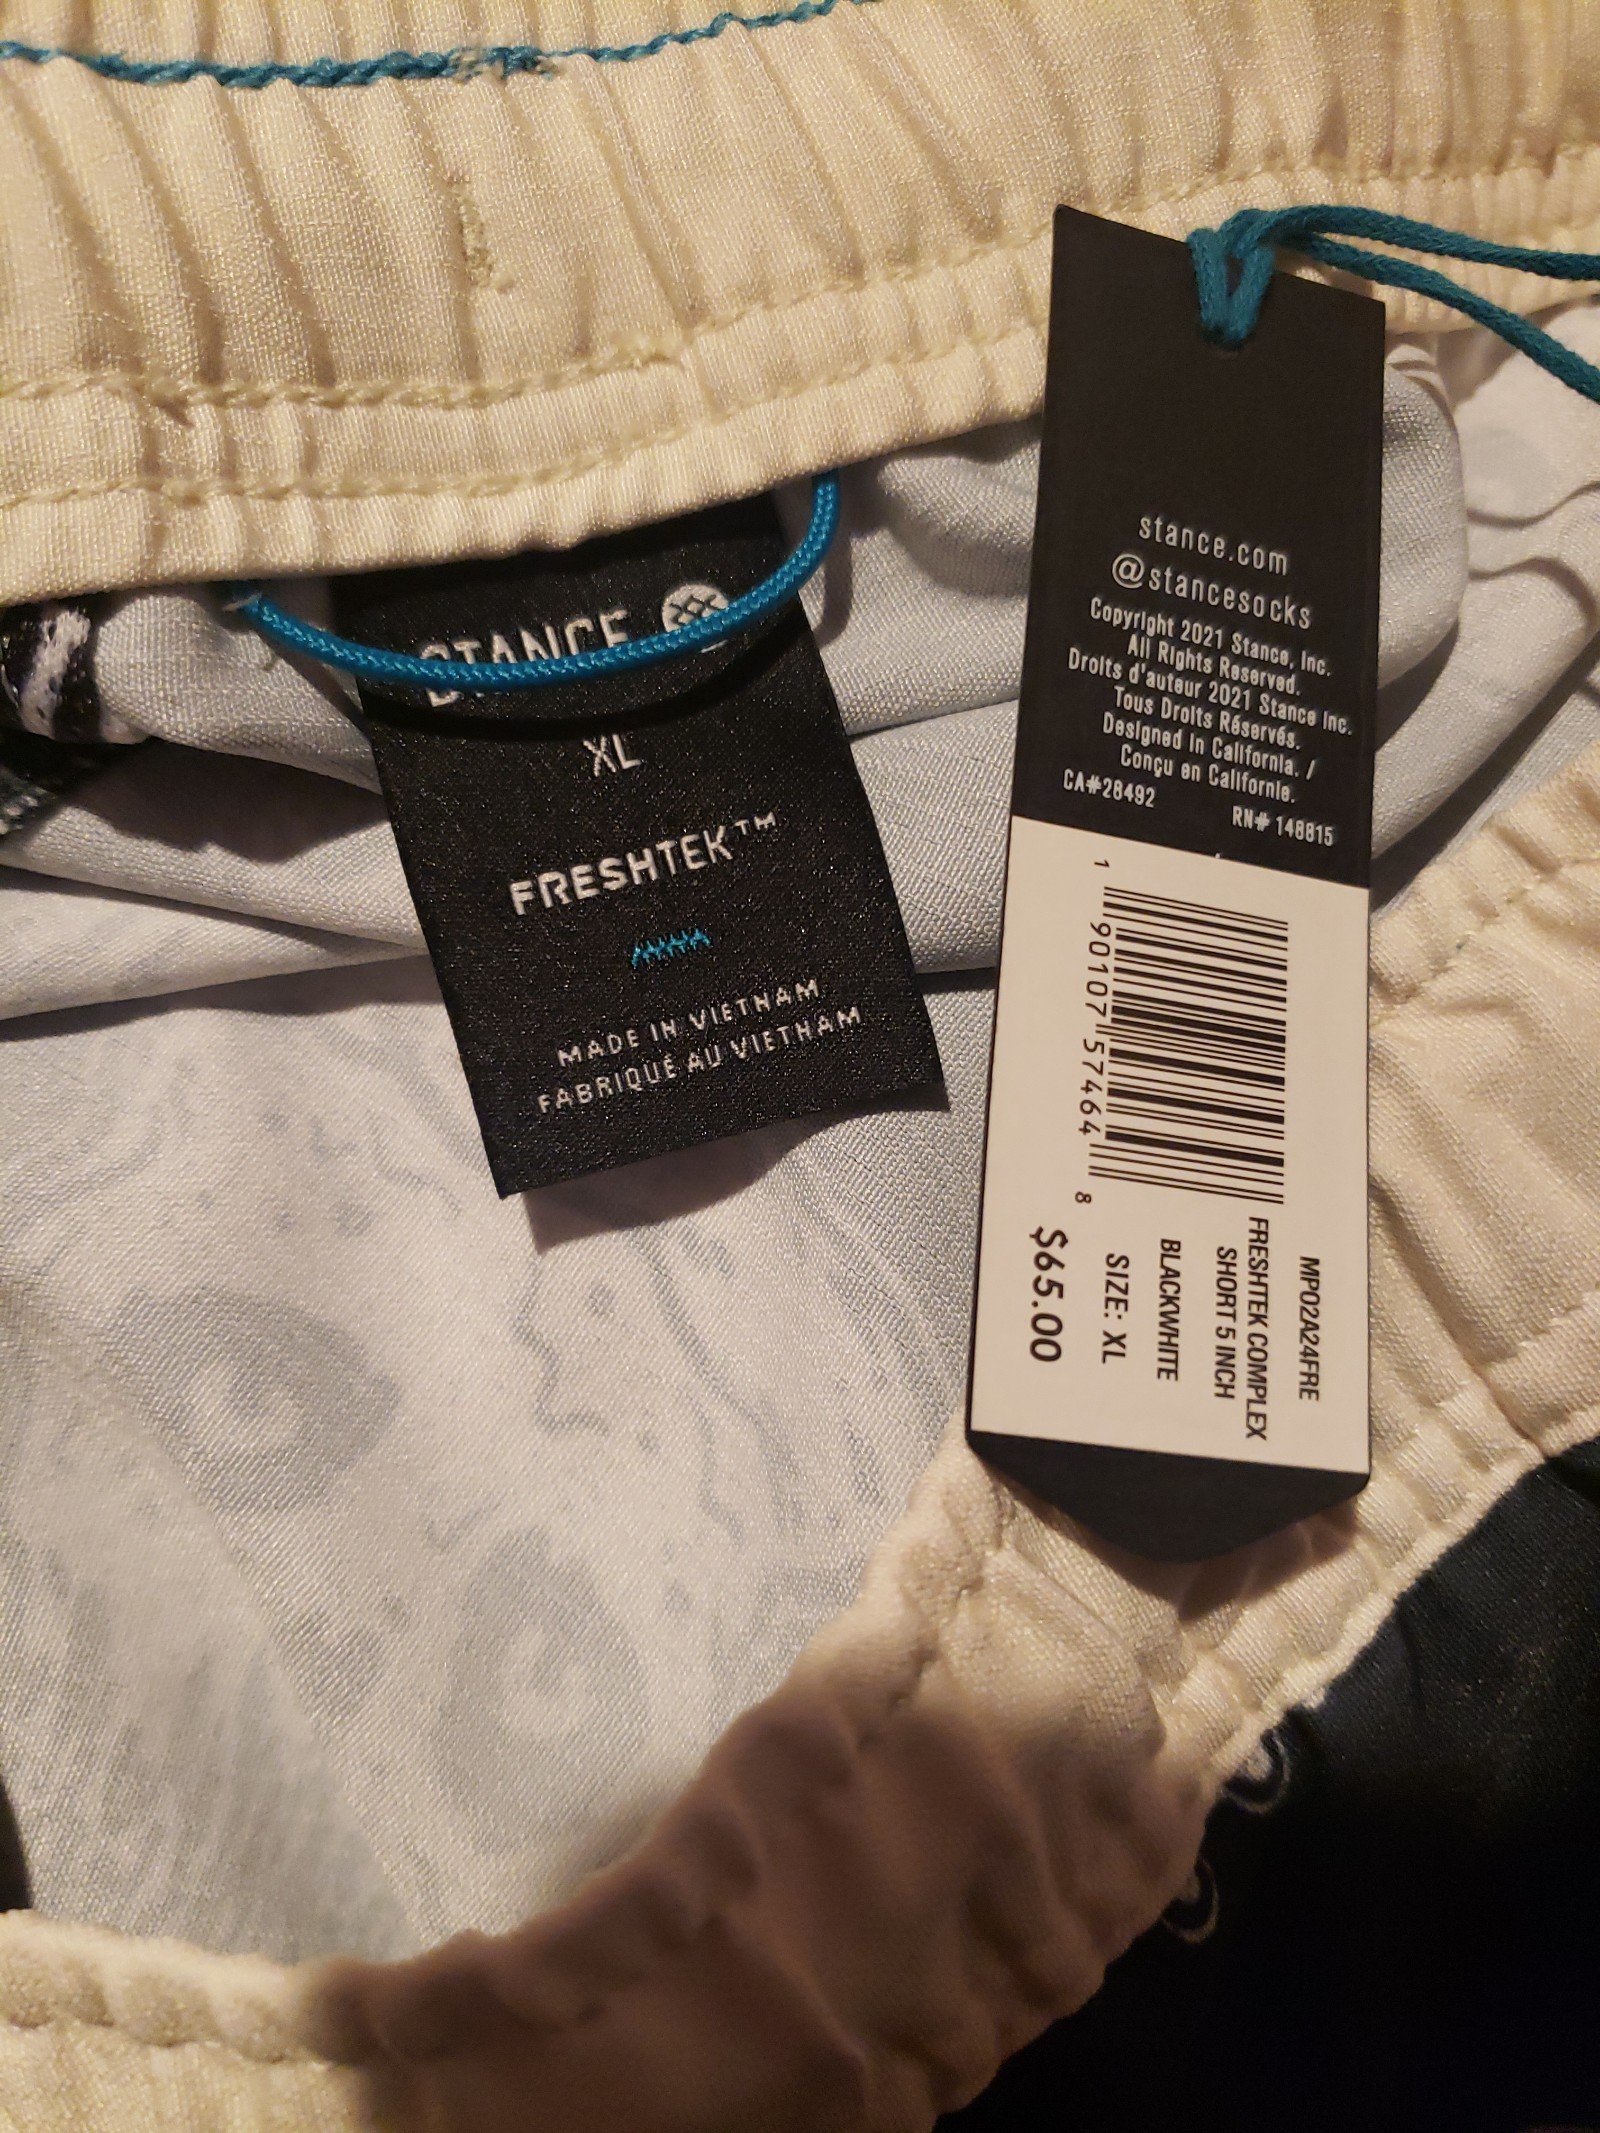 STANCE
XL
FRESHTEK™
MADE IN VIETNAM
FABRIQUÉ AU VIETNAM
stance.com
@stancesocks
Copyright 2021 Stance, Inc.
All Rights Reserved.
Droits d'auteur 2021 Stance Inc.
Tous Droits Réservés.
Designed in California. /
Conçu en Californie.
CA#28492 RN# 148815
1 90107 57464 8
MP02A24FRE
FRESHTEK COMPLEX
SHORT 5 INCH
BLACKWHITE
SIZE: XL
$65.00